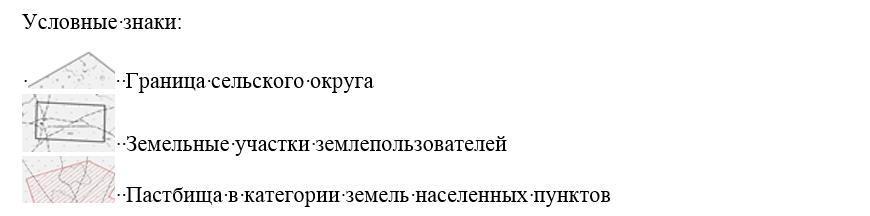 Условные знаки:
Граница сельского округа
Земельные участки землепользователей
Пастбища в категории земель населенных пунктов